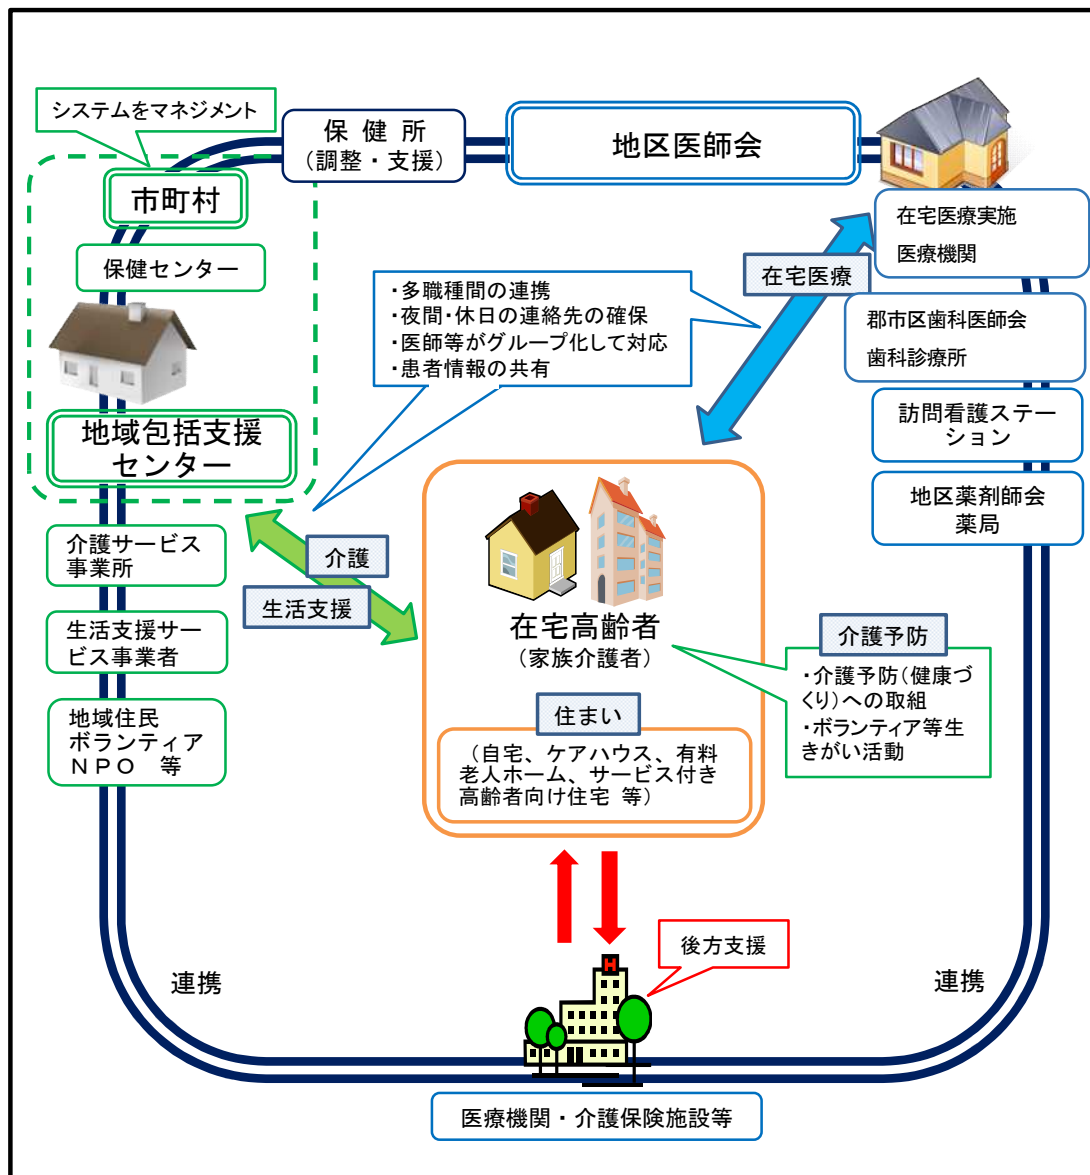 システムをマネジメント
保健所
（調整・支援）
地区医師会
市町村
保健センター
在宅医療実施
医療機関
在宅医療
・多職種間の連携
・夜間・休日の連絡先の確保
・医師等がグループ化して対応
・患者情報の共有
郡市区歯科医師会
歯科診療所
地域包括支援
センター
訪問看護ステー
ション
地区薬剤師会
薬局
介護サービス
事業所
介護
生活支援
生活支援サー
ビス事業者
在宅高齢者
（家族介護者）
介護予防
・介護予防（健康づ
くり）への取組
・ボランティア等生
きがい活動
地域住民
ボランティア
ＮＰＯ　等
住まい
（自宅、ケアハウス、有料
老人ホーム、サービス付き
高齢者向け住宅 等）
後方支援
H
連携
連携
医療機関・介護保険施設等